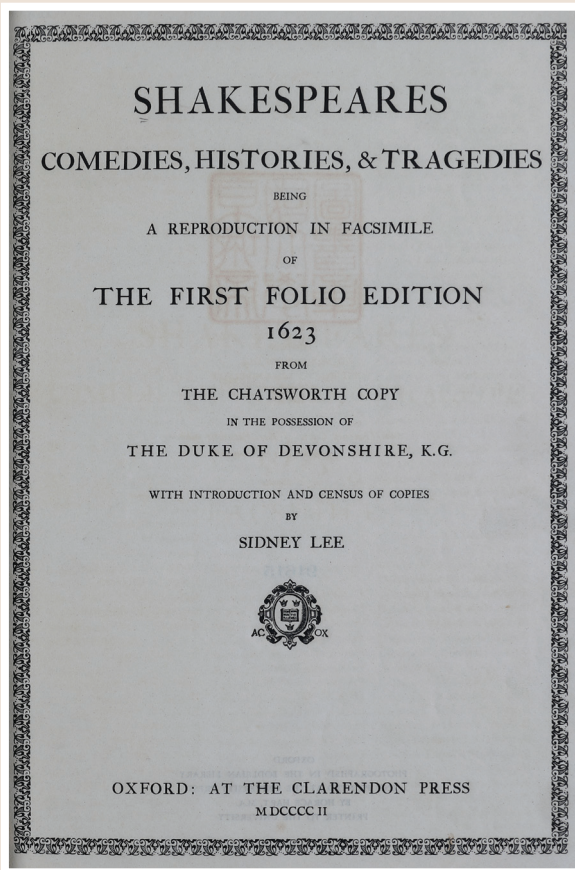 SHAKESPEARES
COMEDIES, HISTORIES, & TRAGEDIES
BEING
A REPRODUCTION IN FACSIMILE
OF
THE FIRST FOLIO EDITION
1623
FROM
THE CHATSWORTH COPY
IN THE POSSESSION OF
THE DUKE OF DEVONSHIRE, K.G.
WITH INTRODUCTION AND CENSUS OF COPIES
BY
SIDNEY LEE
AC OX
OXFORD: AT THE CLARENDON PRESS
MDCCCC II